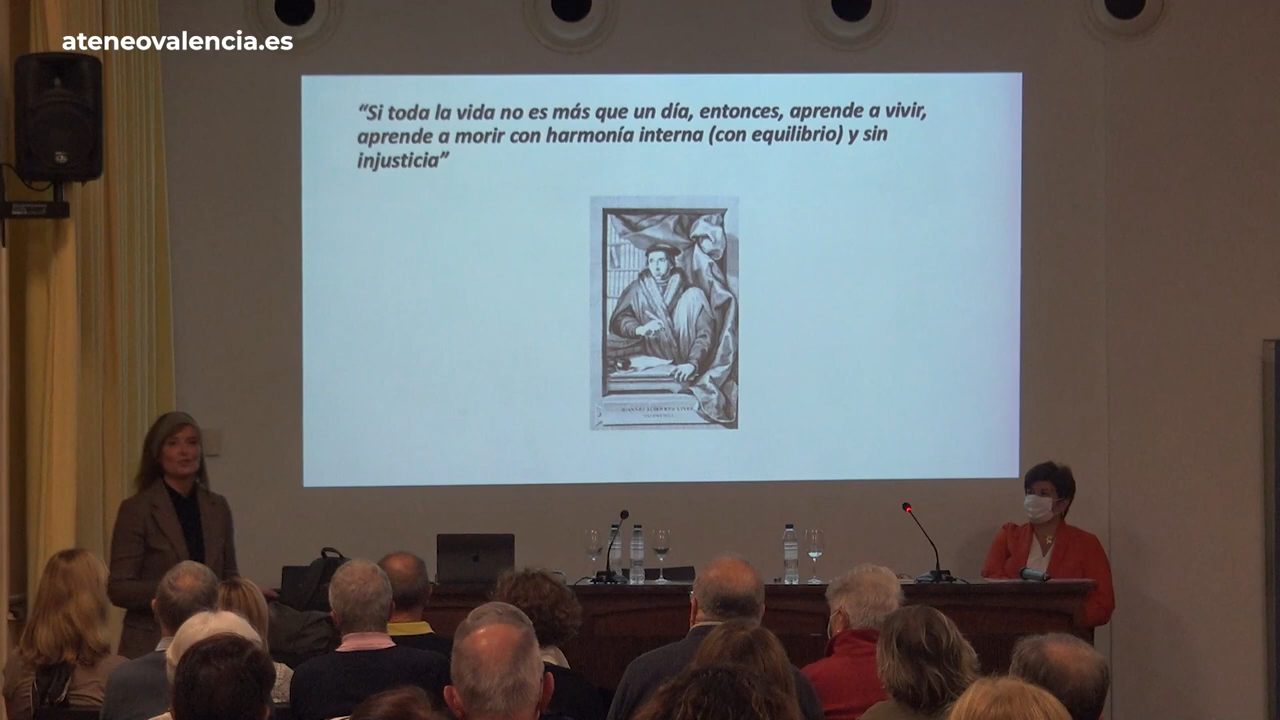 ateneovalencia.es
“Si toda la vida no es más que un día, entonces, aprende a vivir,
aprende a morir con harmonía interna (con equilibrio) y sin
injusticia”